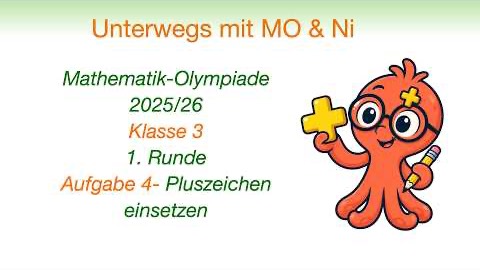 Unterwegs mit MO & Ni
Mathematik-Olympiade
2025/26
Klasse 3
1. Runde
Aufgabe 4- Pluszeichen
einsetzen